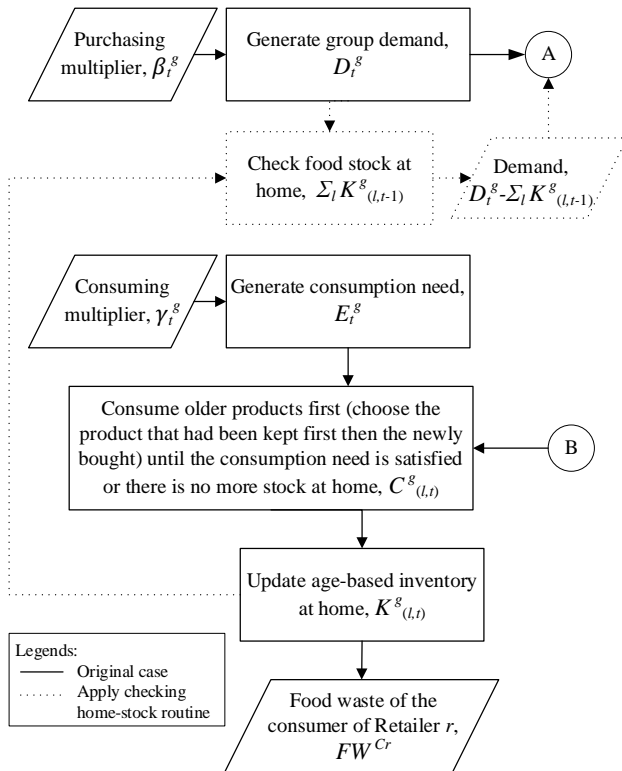 Purchasing
multiplier, β_t^g
Generate group demand,
D_t^g
A
Check food stock at
home, Σ_l K^g_(l,t-1)
Demand,
D_t^g-Σ_l K^g_(l,t-1)
Consuming
multiplier, γ_t^g
Generate consumption need,
E_t^g
Consume older products first (choose the
product that had been kept first then the newly
bought) until the consumption need is satisfied
or there is no more stock at home, C^g_(l,t)
B
Update age-based inventory
at home, K^g_(l,t)
Legends:
Original case
Apply checking
home-stock routine
Food waste of the
consumer of Retailer r,
FW^Cr